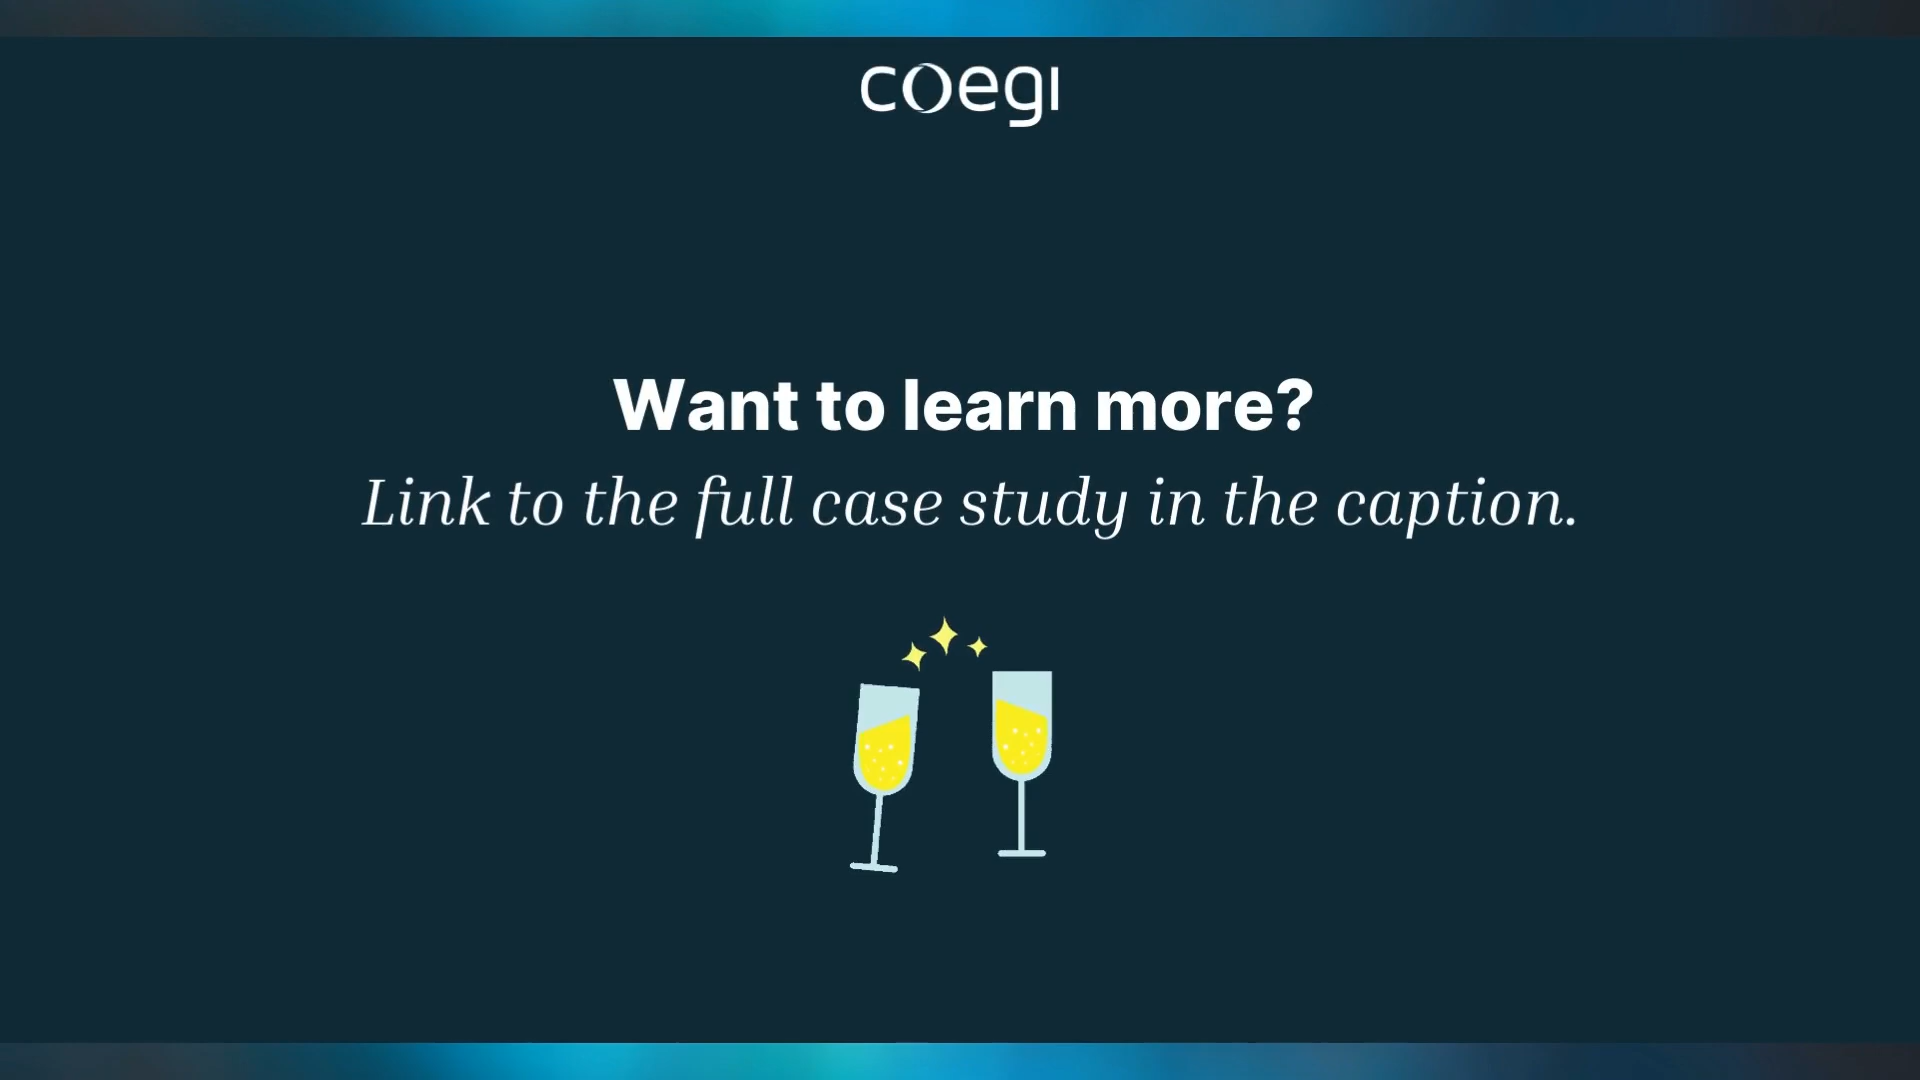 coegi
Want to learn more?
Link to the full case study in the caption.